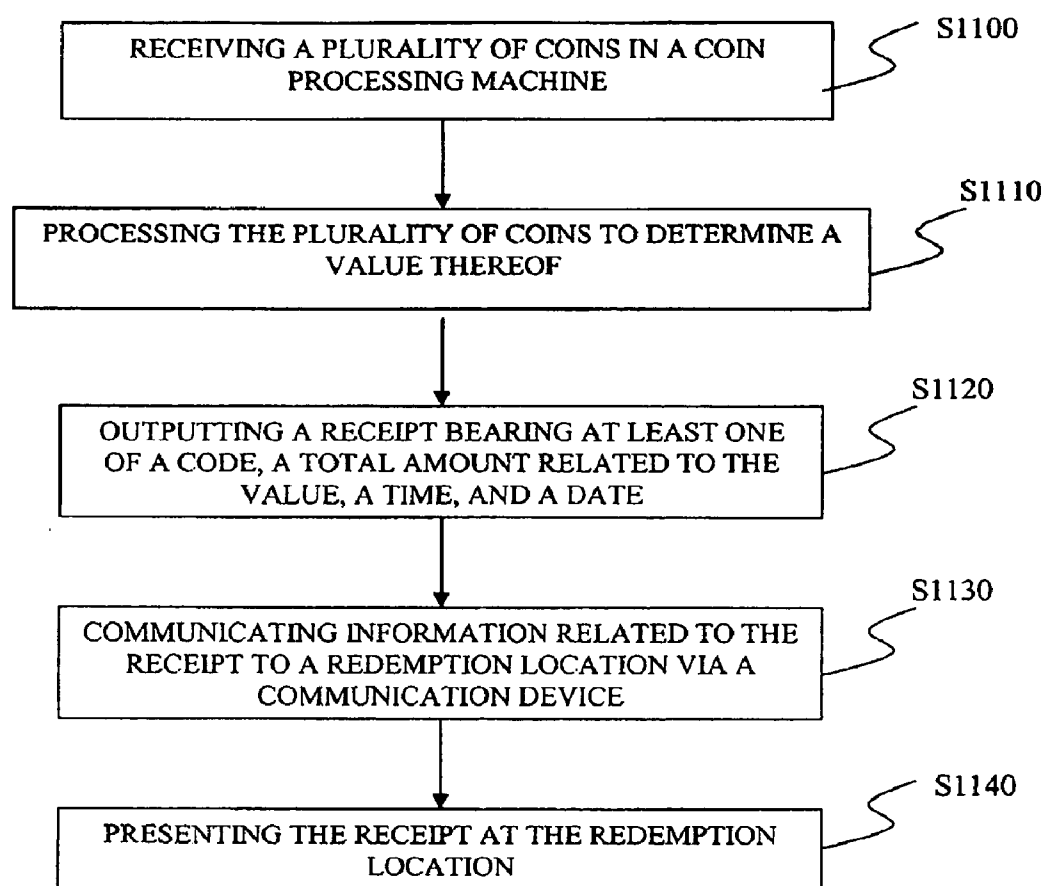 S1100
RECEIVING A PLURALITY OF COINS IN A COIN
PROCESSING MACHINE
S1110
PROCESSING THE PLURALITY OF COINS TO DETERMINE A
VALUE THEREOF
S1120
OUTPUTTING A RECEIPT BEARING AT LEAST ONE
OF A CODE, A TOTAL AMOUNT RELATED TO THE
VALUE, A TIME, AND A DATE
S1130
COMMUNICATING INFORMATION RELATED TO THE
RECEIPT TO A REDEMPTION LOCATION VIA A
COMMUNICATION DEVICE
S1140
PRESENTING THE RECEIPT AT THE REDEMPTION
LOCATION